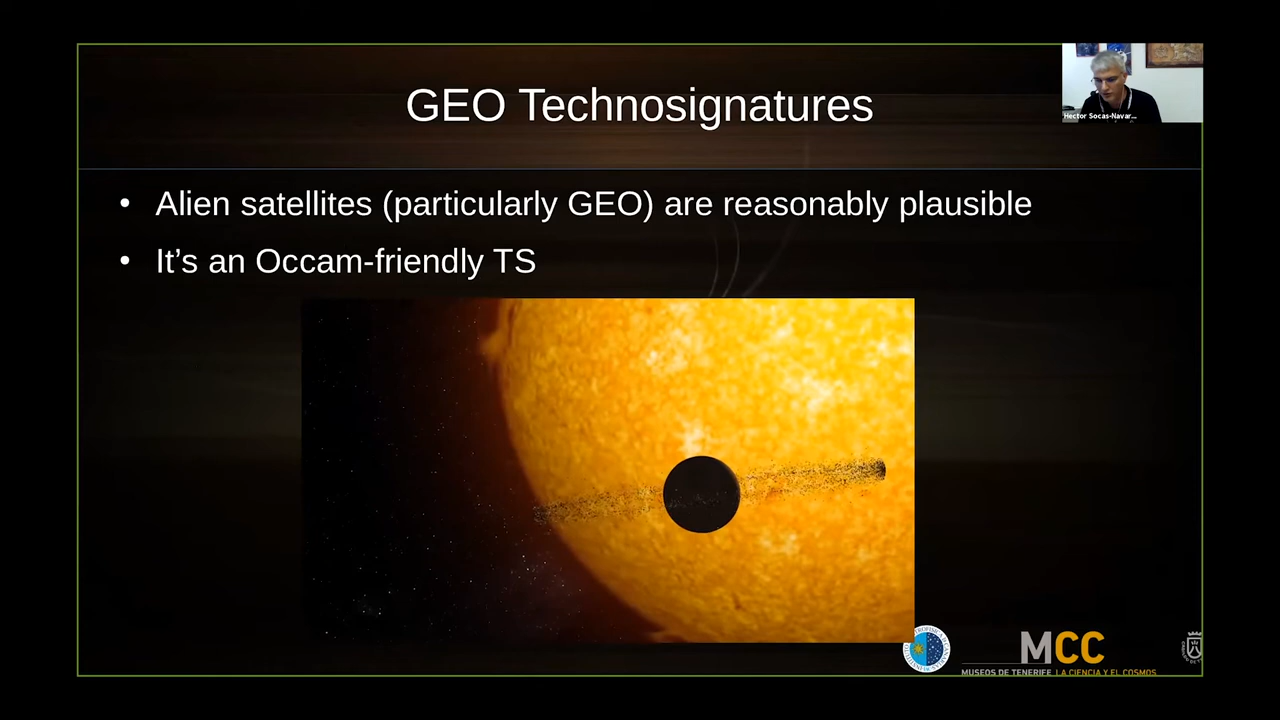 GEO Technosignatures
Hector Socas-Navar...
• Alien satellites (particularly GEO) are reasonably plausible
• It's an Occam-friendly TS
MCC
MUSEOS DE TENERIFE LA CIENCIA Y EL COSMOS